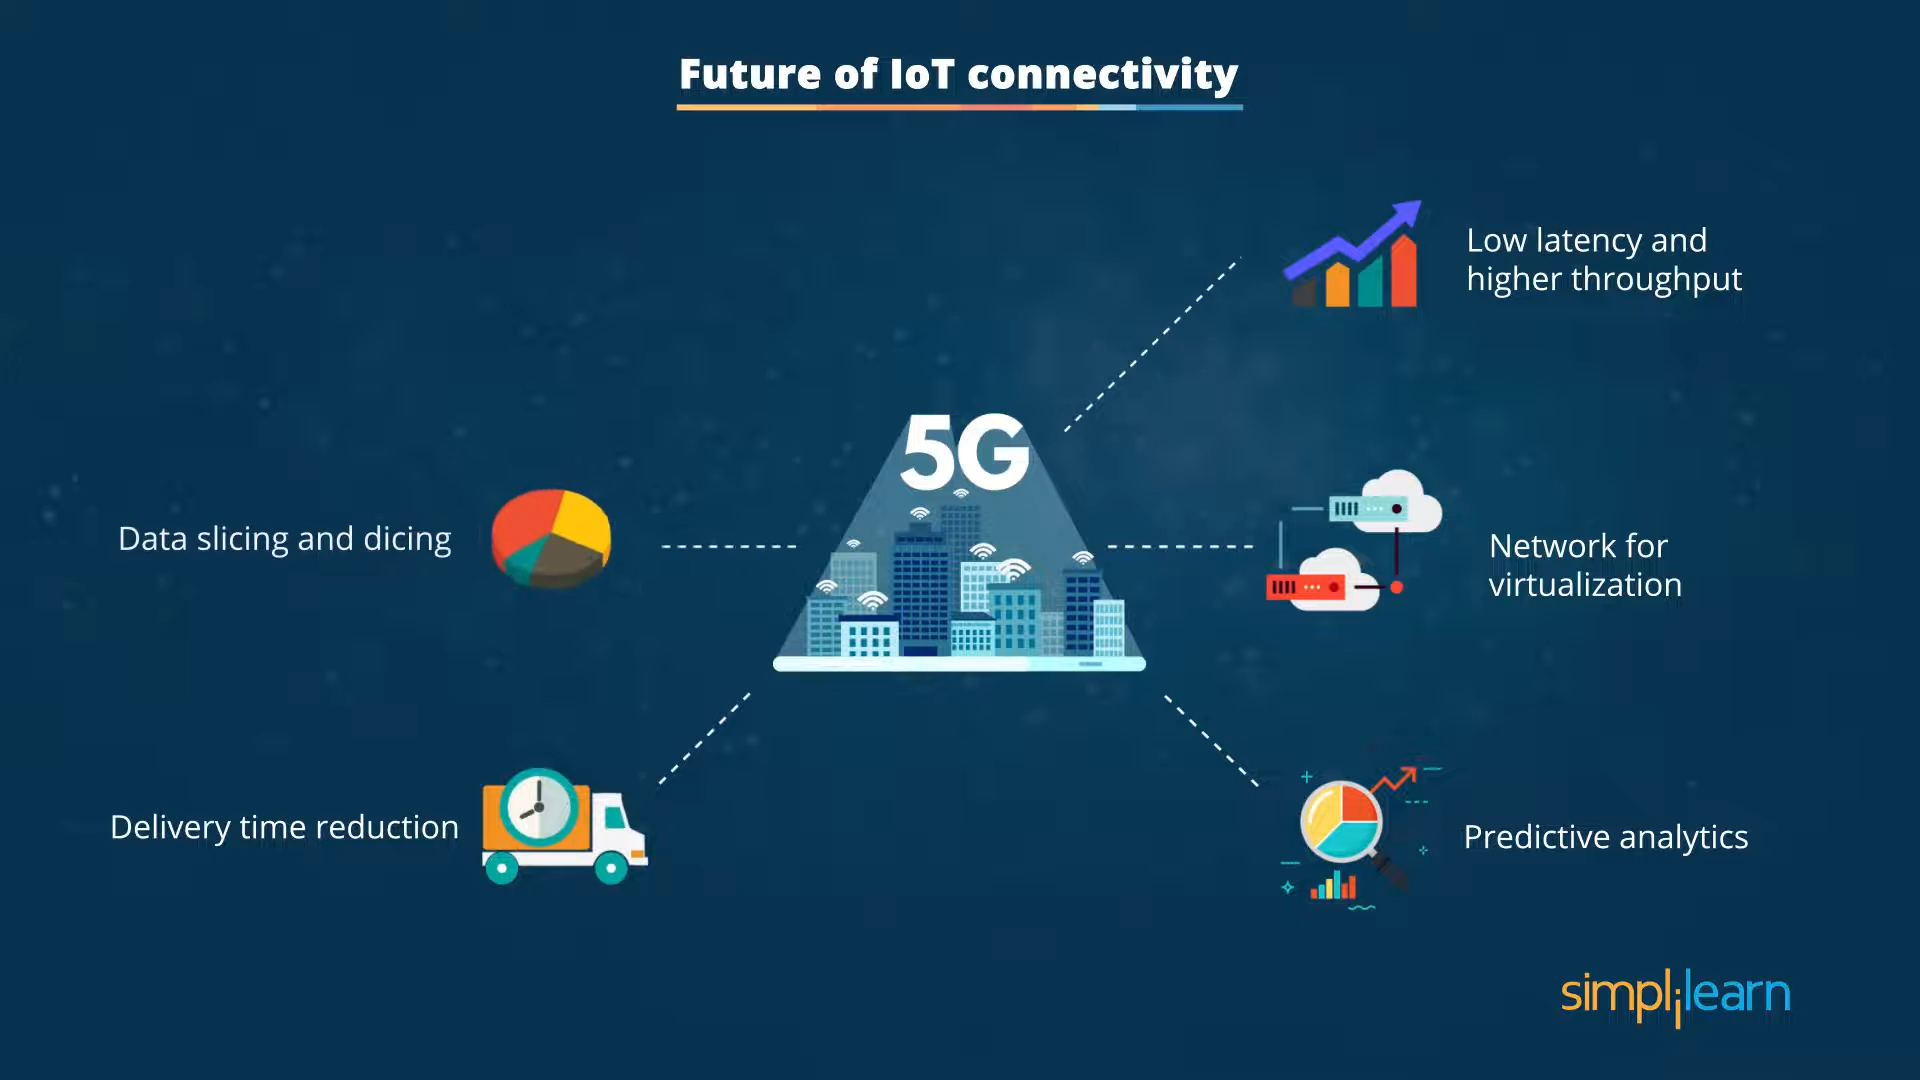 Future of IoT connectivity
Low latency and
higher throughput
5G
Data slicing and dicing
Network for
virtualization
Delivery time reduction
Predictive analytics
simplilearn